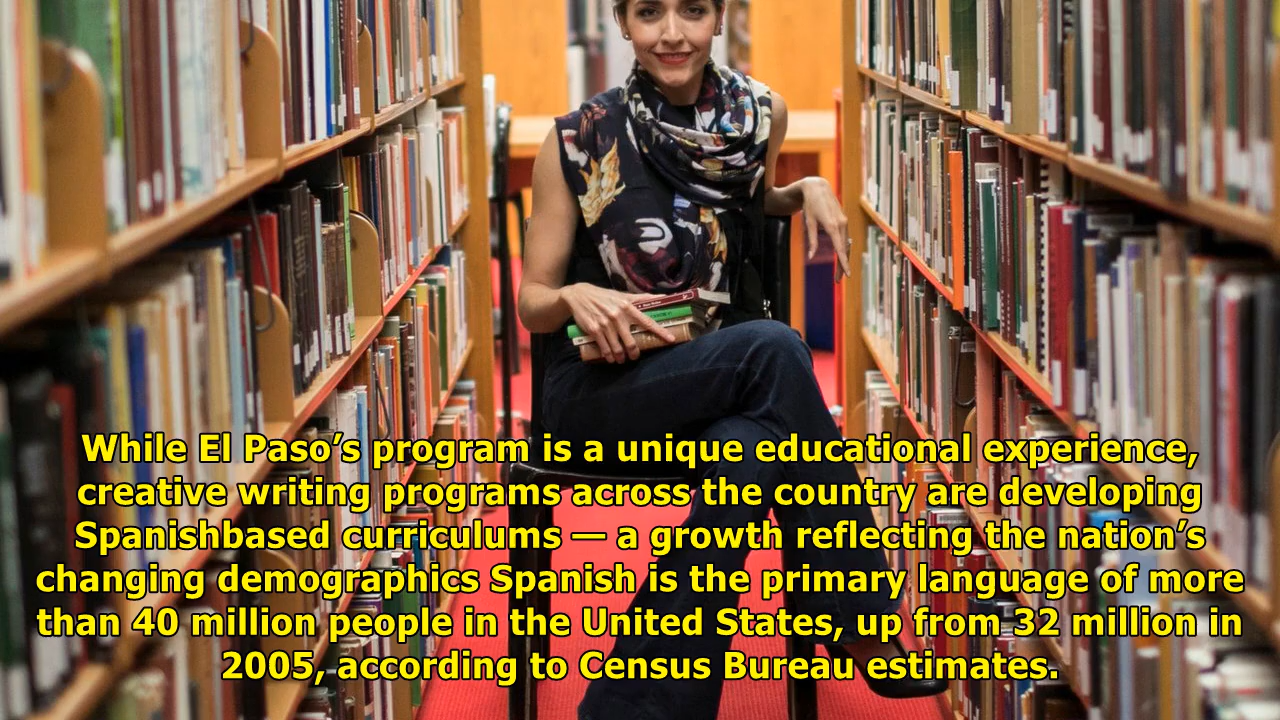 While El Paso’s program is a unique educational experience,
creative writing programs across the country are developing
Spanishbased curriculums — a growth reflecting the nation’s
changing demographics Spanish is the primary language of more
than 40 million people in the United States, up from 32 million in
2005, according to Census Bureau estimates.